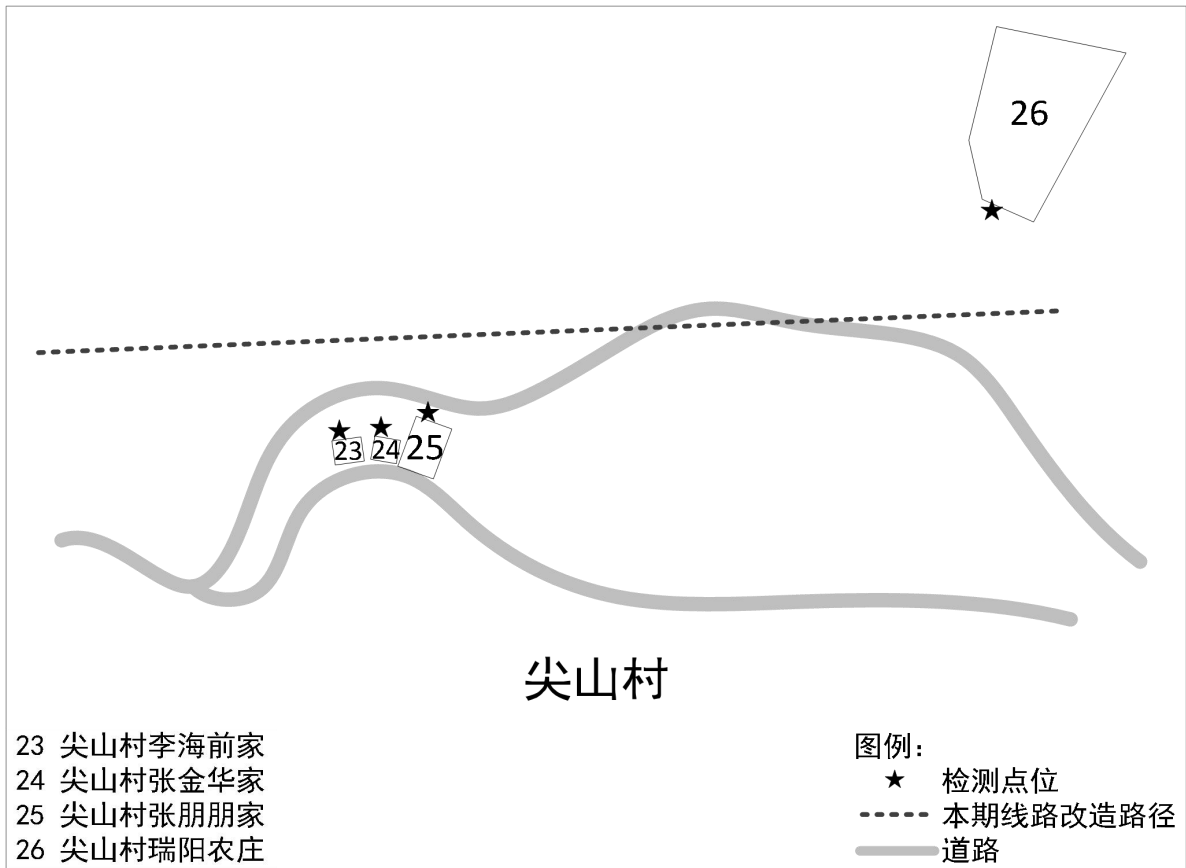 26
23
24
25
尖山村
23 尖山村李海前家
24 尖山村张金华家
25 尖山村张朋朋家
26 尖山村瑞阳农庄
图例：
检测点位
本期线路改造路径
道路